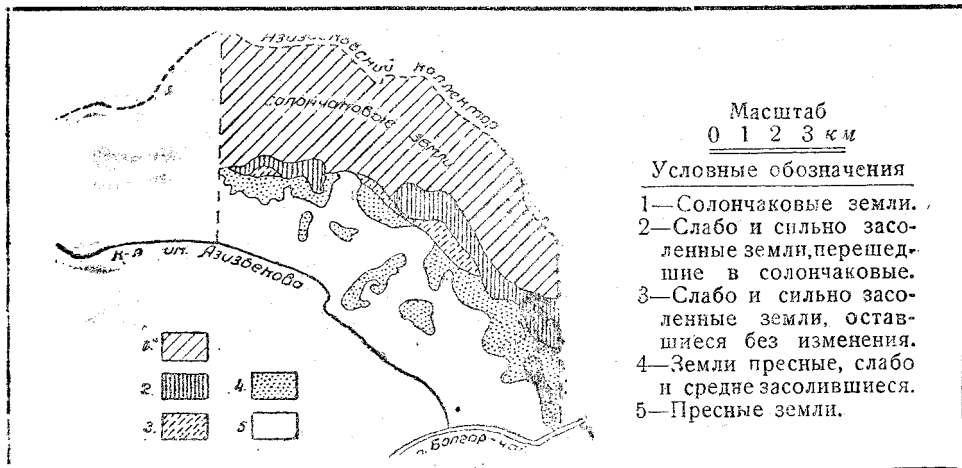 Азизбековский коллектор
солончаковые земли
к-л им. Азизбекова
Болгар-ча
1
2.
3.
4.
5
Масштаб
0 1 2 3 км
Условные обозначения
1—Солончаковые земли.
2—Слабо и сильно засо-
ленные земли, перешед-
шие в солончаковые.
3—Слабо и сильно засо-
ленные земли, остав-
шиеся без изменения.
4—Земли пресные, слабо
и средне засолившиеся.
5—Пресные земли.